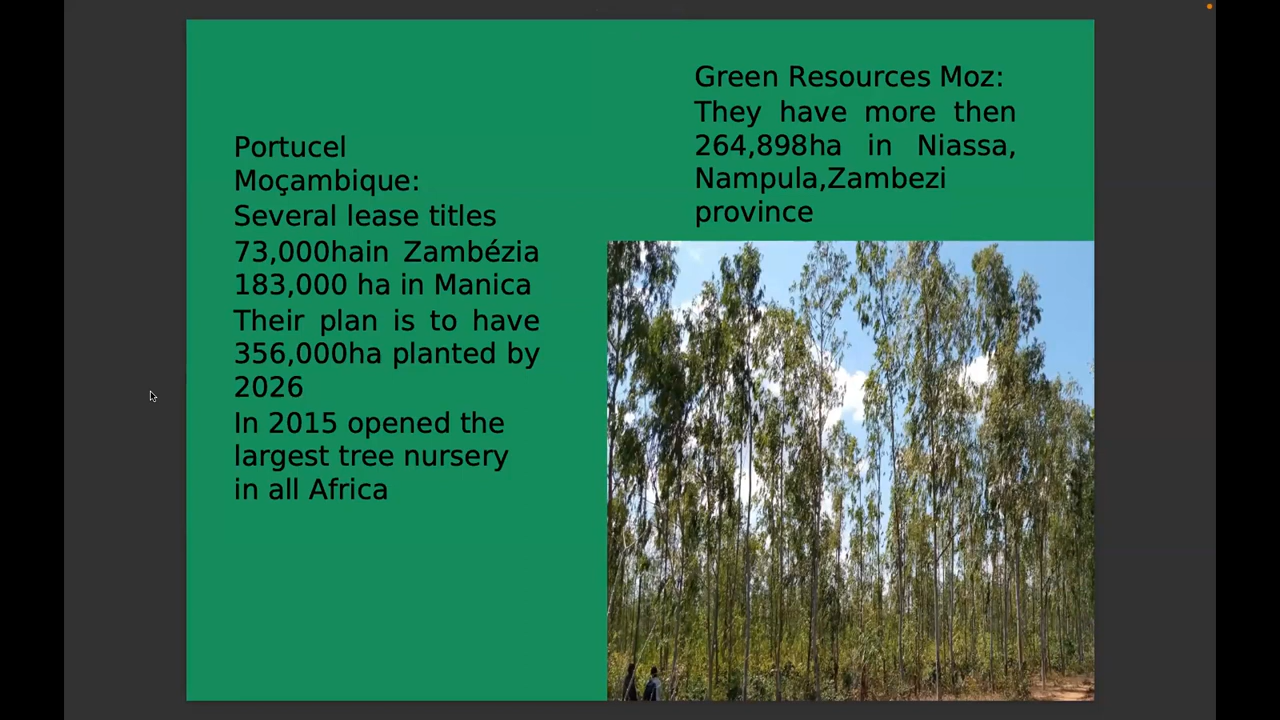 Portucel
Moçambique:
Several lease titles
73,000hain Zambézia
183,000 ha in Manica
Their plan is to have
356,000ha planted by
2026
In 2015 opened the
largest tree nursery
in all Africa
Green Resources Moz:
They have more then
264,898ha in Niassa,
Nampula,Zambezi
province